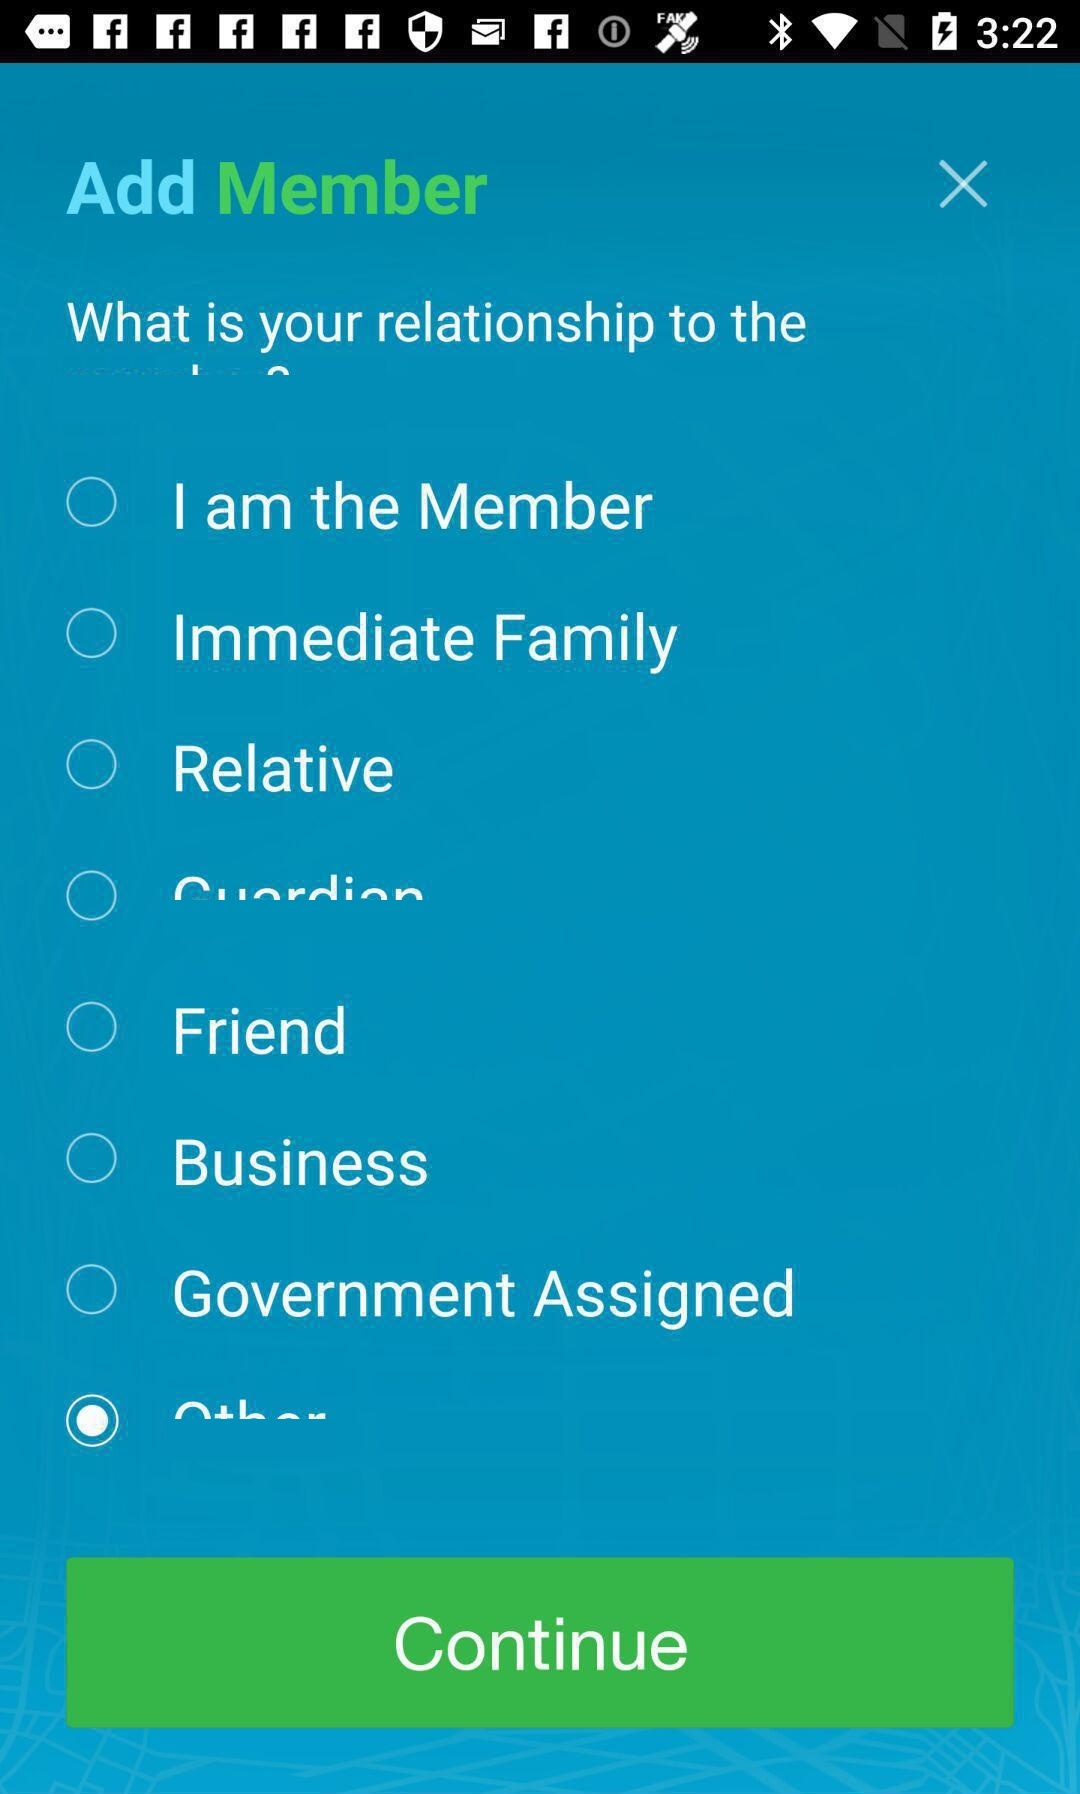 FAKE
3:22
Add Member
What is your relationship to the
I am the Member
Immediate Family
Relative
Guardian
Friend
Business
Government Assigned
Other
Continue